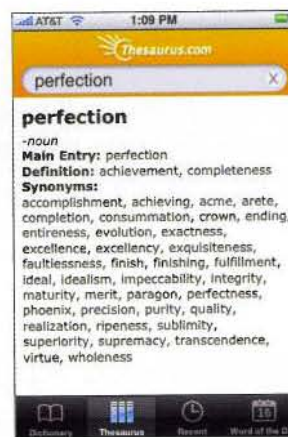 AT&T 1:09 PM
Thesaurus.com
perfection X
perfection
-noun
Main Entry: perfection
Definition: achievement, completeness
Synonyms:
accomplishment, achieving, acme, arete,
completion, consummation, crown, ending,
entireness, evolution, exactness,
excellence, excellency, exquisiteness,
faultlessness, finish, finishing, fulfillment,
ideal, idealism, impeccability, integrity,
maturity, merit, paragon, perfectness,
phoenix, precision, purity, quality,
realization, ripeness, sublimity,
superiority, supremacy, transcendence,
virtue, wholeness
16
Dictionary Thesaurus Recent Word of the D